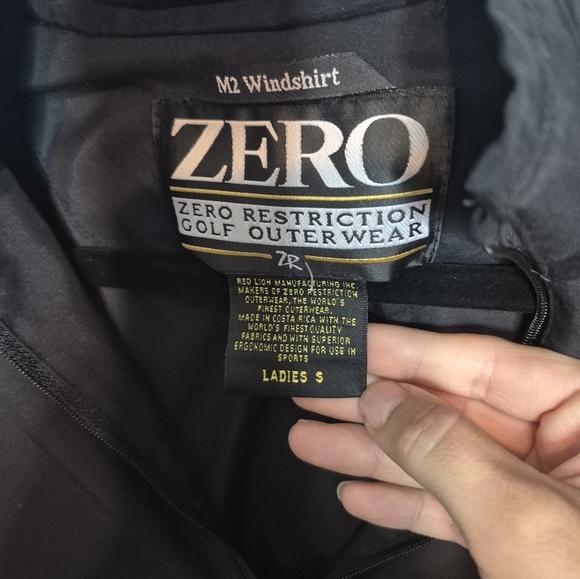 M2 Windshirt
ZERO
ZERO RESTRICTION
GOLF OUTERWEAR
ZR
RED LION MANUFACTURING INC.
MAKERS OF ZERO RESTRICTION
OUTERWEAR, THE WORLD'S
FINEST OUTERWEAR.
MADE IN COSTA RICA WITH THE
WORLD'S FINEST QUALITY
FABRICS AND WITH SUPERIOR
ERGONOMIC DESIGN FOR USE IN
SPORTS
LADIES S